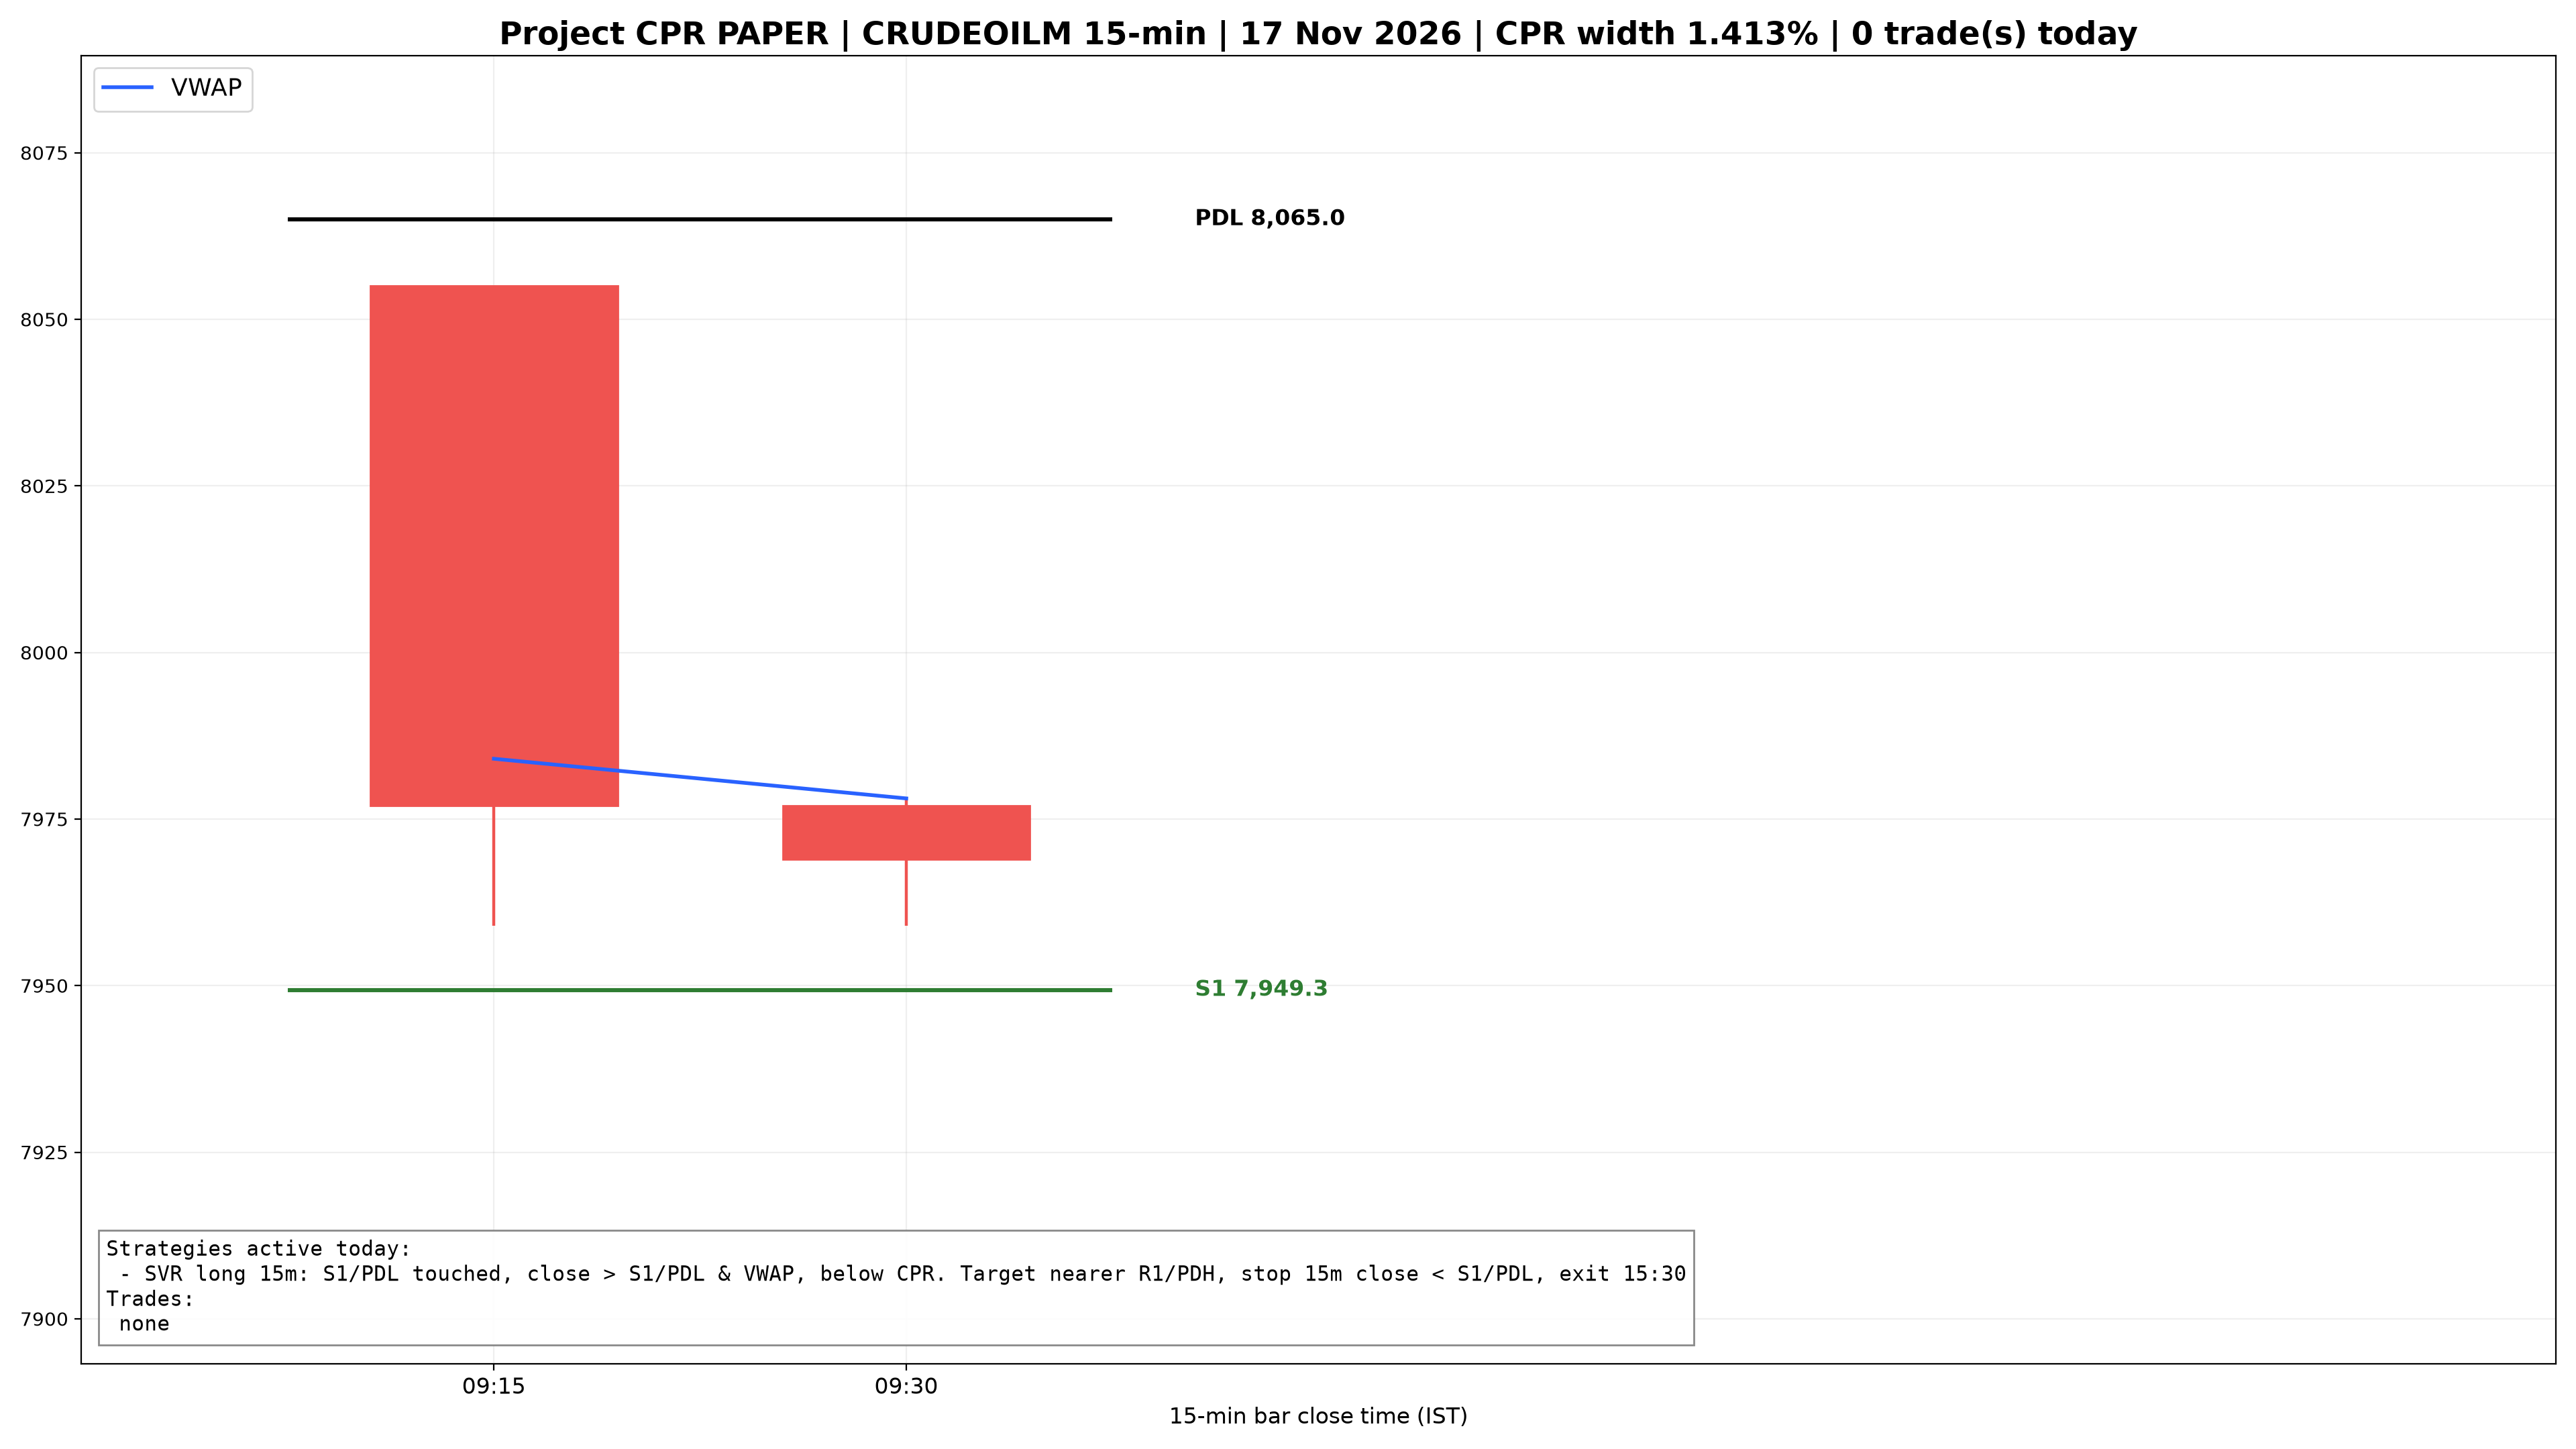 Project CPR PAPER | CRUDEOILM 15-min | 17 Nov 2026 | CPR width 1.413% | 0 trade(s) today
VWAP
8075
PDL 8,065.0
8050
8025
8000
7975
7950
S1 7,949.3
7925
7900
Strategies active today:
- SVR long 15m: S1/PDL touched, close > S1/PDL & VWAP, below CPR. Target nearer R1/PDH, stop 15m close < S1/PDL, exit 15:30
Trades:
none
09:15
09:30
15-min bar close time (IST)